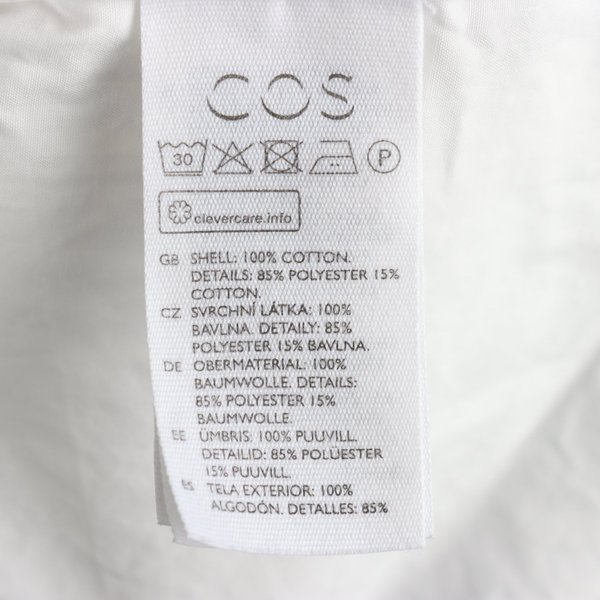 COS
30
P
clevercare.info
GB SHELL: 100% COTTON.
DETAILS: 85% POLYESTER 15%
COTTON.
CZ SVRCHNÍ LÁTKA: 100%
BAVLNA. DETAILY: 85%
POLYESTER 15% BAVLNA.
DE OBERMATERIAL: 100%
BAUMWOLLE. DETAILS:
85% POLYESTER 15%
BAUMWOLLE.
EE ÜMBRIS: 100% PUUVILL.
DETAILID: 85% POLÜESTER
15% PUUVILL.
ES TELA EXTERIOR: 100%
ALGODÓN. DETALLES: 85%